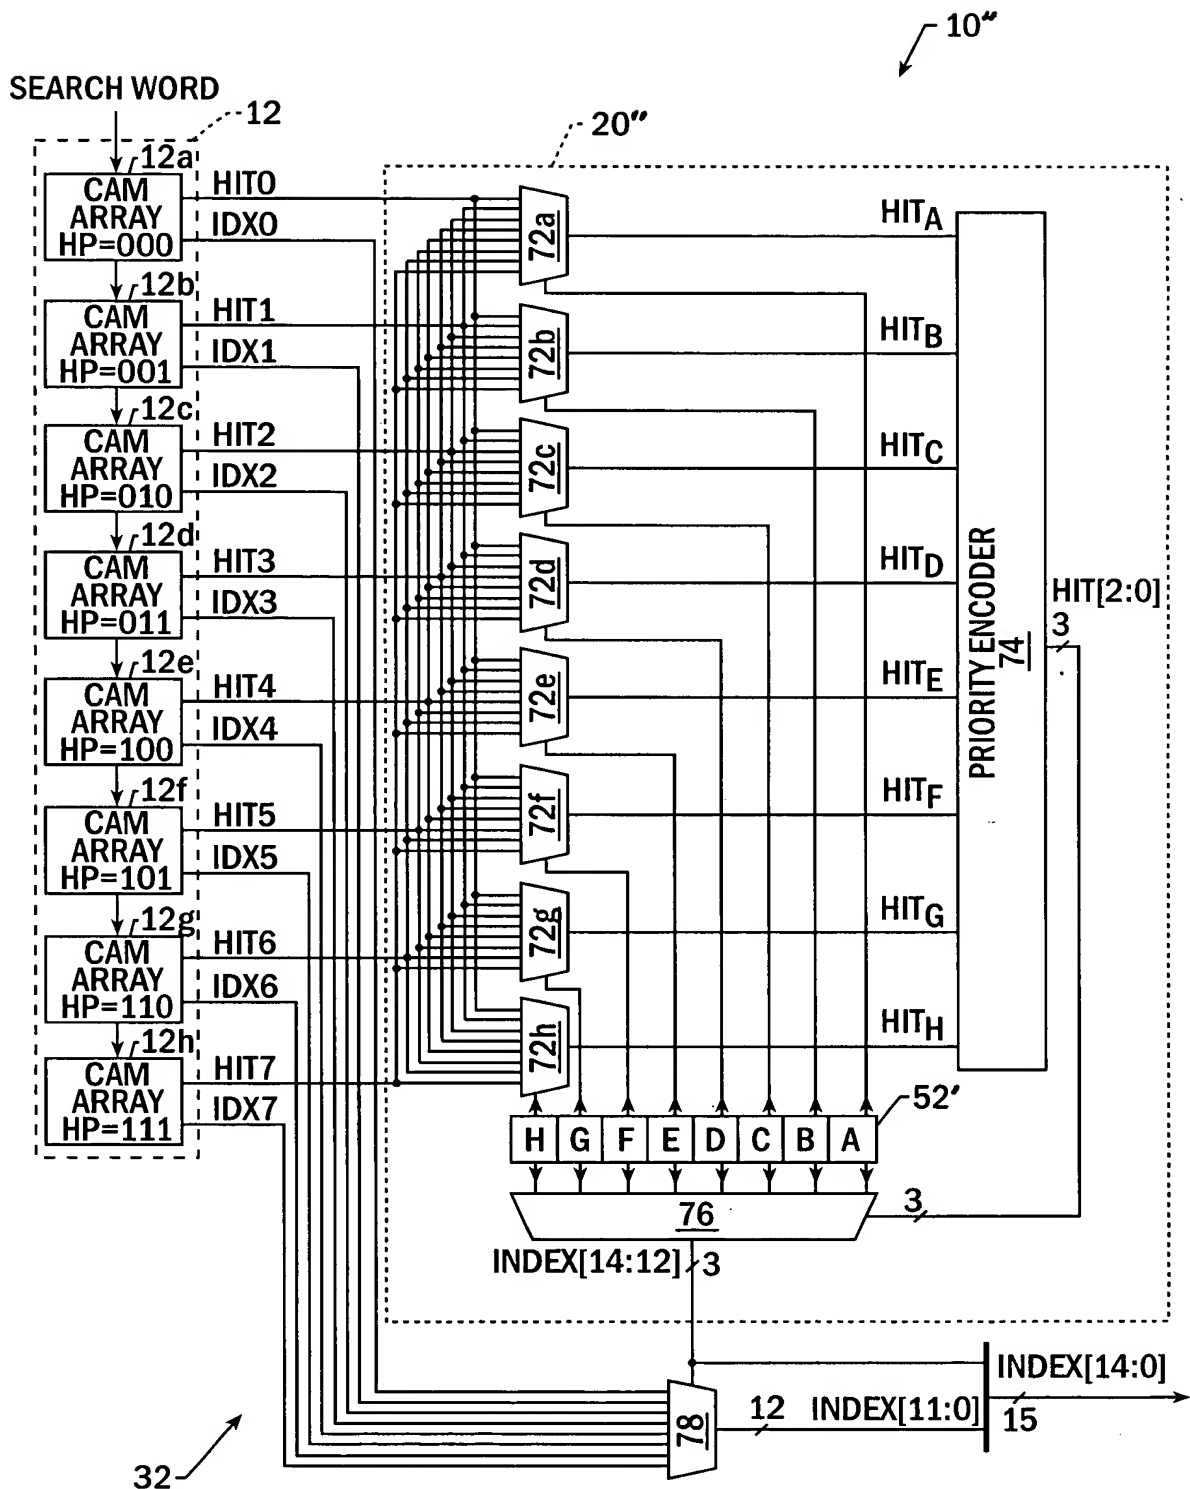 10"
SEARCH WORD
12
20"
12a
CAM
ARRAY
HP=000
HIT0
IDX0
72a
HITA
12b
CAM
ARRAY
HP=001
HIT1
IDX1
72b
HITB
12c
CAM
ARRAY
HP=010
HIT2
IDX2
72c
HITC
12d
CAM
ARRAY
HP=011
HIT3
IDX3
72d
HITD
12e
CAM
ARRAY
HP=100
HIT4
IDX4
72e
HITE
12f
CAM
ARRAY
HP=101
HIT5
IDX5
72f
HITF
12g
CAM
ARRAY
HP=110
HIT6
IDX6
72g
HITG
12h
CAM
ARRAY
HP=111
HIT7
IDX7
72h
HITH
PRIORITY ENCODER
74
HIT[2:0]
3
52'
H G F E D C B A
76
3
INDEX[14:12]
3
78
12
INDEX[11:0]
INDEX[14:0]
15
32